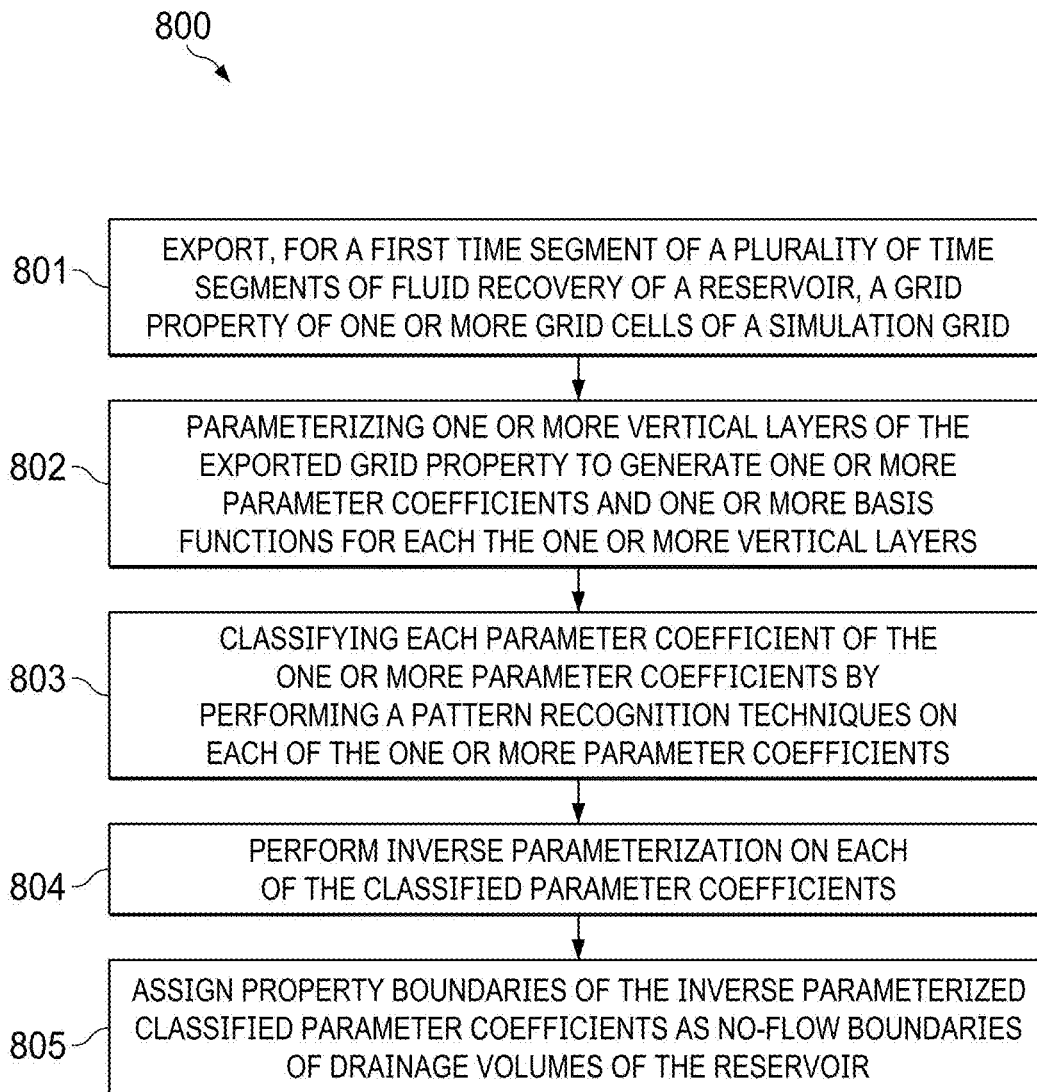 800
801
EXPORT, FOR A FIRST TIME SEGMENT OF A PLURALITY OF TIME
SEGMENTS OF FLUID RECOVERY OF A RESERVOIR, A GRID
PROPERTY OF ONE OR MORE GRID CELLS OF A SIMULATION GRID
802
PARAMETERIZING ONE OR MORE VERTICAL LAYERS OF THE
EXPORTED GRID PROPERTY TO GENERATE ONE OR MORE
PARAMETER COEFFICIENTS AND ONE OR MORE BASIS
FUNCTIONS FOR EACH THE ONE OR MORE VERTICAL LAYERS
803
CLASSIFYING EACH PARAMETER COEFFICIENT OF THE
ONE OR MORE PARAMETER COEFFICIENTS BY
PERFORMING A PATTERN RECOGNITION TECHNIQUES ON
EACH OF THE ONE OR MORE PARAMETER COEFFICIENTS
804
PERFORM INVERSE PARAMETERIZATION ON EACH
OF THE CLASSIFIED PARAMETER COEFFICIENTS
805
ASSIGN PROPERTY BOUNDARIES OF THE INVERSE PARAMETERIZED
CLASSIFIED PARAMETER COEFFICIENTS AS NO-FLOW BOUNDARIES
OF DRAINAGE VOLUMES OF THE RESERVOIR